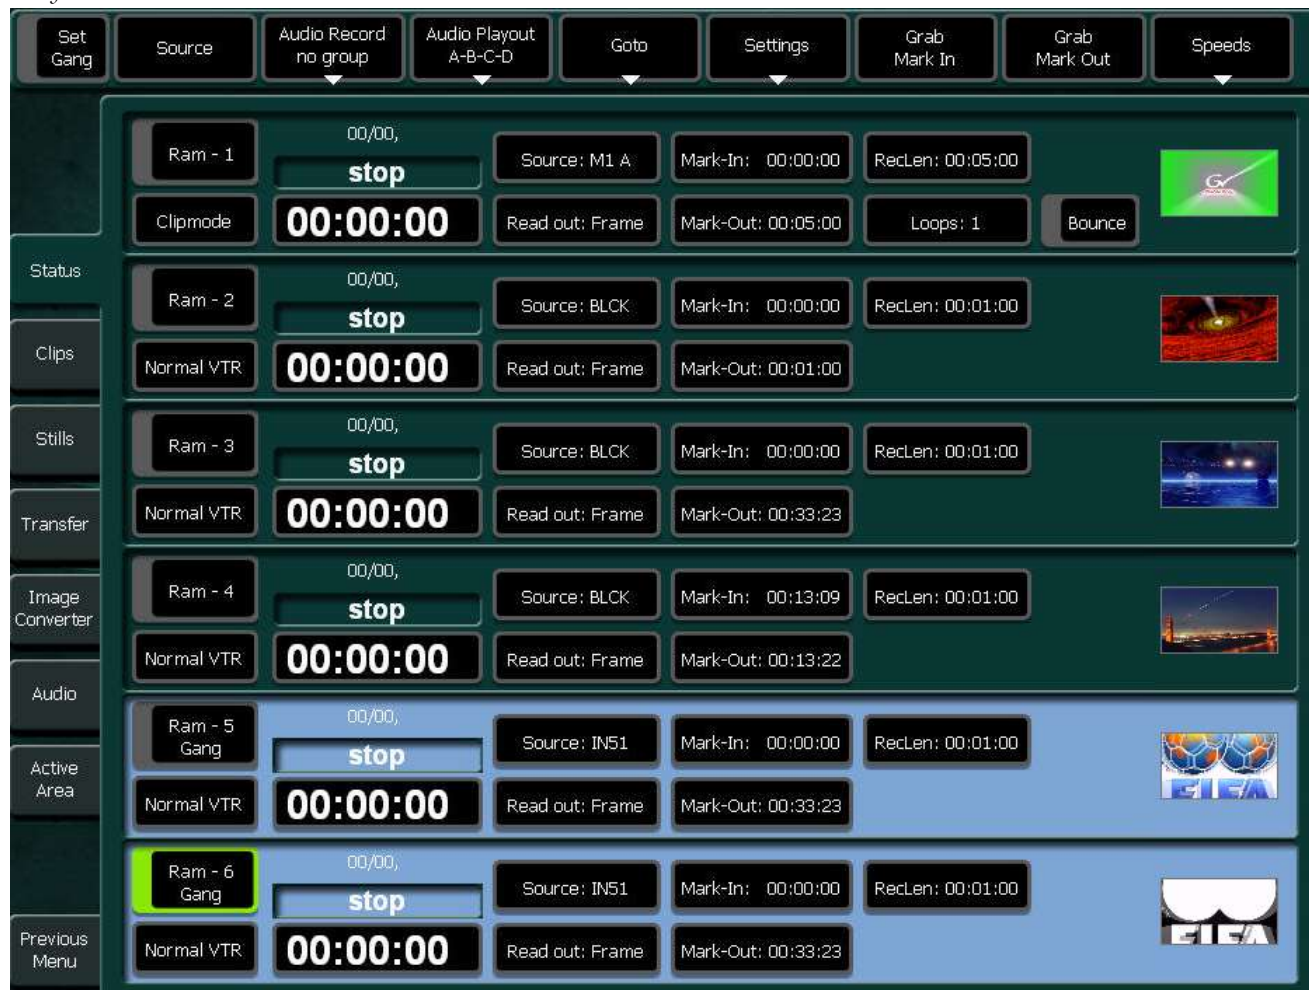 Set
Gang
Source
Audio Record
no group
Audio Playout
A-B-C-D
Goto
Settings
Grab
Mark In
Grab
Mark Out
Speeds
Status
Clips
Stills
Transfer
Image
Converter
Audio
Active
Area
Previous
Menu
Ram - 1
00/00,
stop
Source: M1 A
Mark-In: 00:00:00
RecLen: 00:05:00
Clipmode
00:00:00
Read out: Frame
Mark-Out: 00:05:00
Loops: 1
Bounce
Ram - 2
00/00,
stop
Source: BLCK
Mark-In: 00:00:00
RecLen: 00:01:00
Normal VTR
00:00:00
Read out: Frame
Mark-Out: 00:01:00
Ram - 3
00/00,
stop
Source: BLCK
Mark-In: 00:00:00
RecLen: 00:01:00
Normal VTR
00:00:00
Read out: Frame
Mark-Out: 00:33:23
Ram - 4
00/00,
stop
Source: BLCK
Mark-In: 00:13:09
RecLen: 00:01:00
Normal VTR
00:00:00
Read out: Frame
Mark-Out: 00:13:22
Ram - 5
Gang
00/00,
stop
Source: IN51
Mark-In: 00:00:00
RecLen: 00:01:00
Normal VTR
00:00:00
Read out: Frame
Mark-Out: 00:33:23
FIFA
Ram - 6
Gang
00/00,
stop
Source: IN51
Mark-In: 00:00:00
RecLen: 00:01:00
Normal VTR
00:00:00
Read out: Frame
Mark-Out: 00:33:23
FIFA